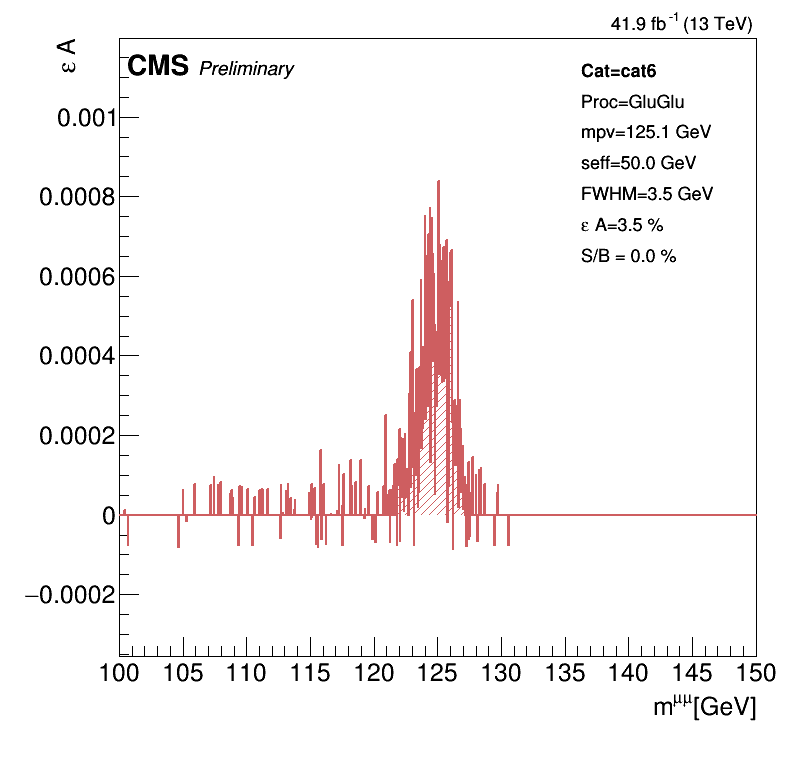 41.9 fb⁻¹ (13 TeV)
ε A
CMS Preliminary
Cat=cat6
Proc=GluGlu
mpv=125.1 GeV
seff=50.0 GeV
FWHM=3.5 GeV
ε A=3.5 %
S/B = 0.0 %
0.001
0.0008
0.0006
0.0004
0.0002
0
−0.0002
100 105 110 115 120 125 130 135 140 145 150
m^μμ[GeV]